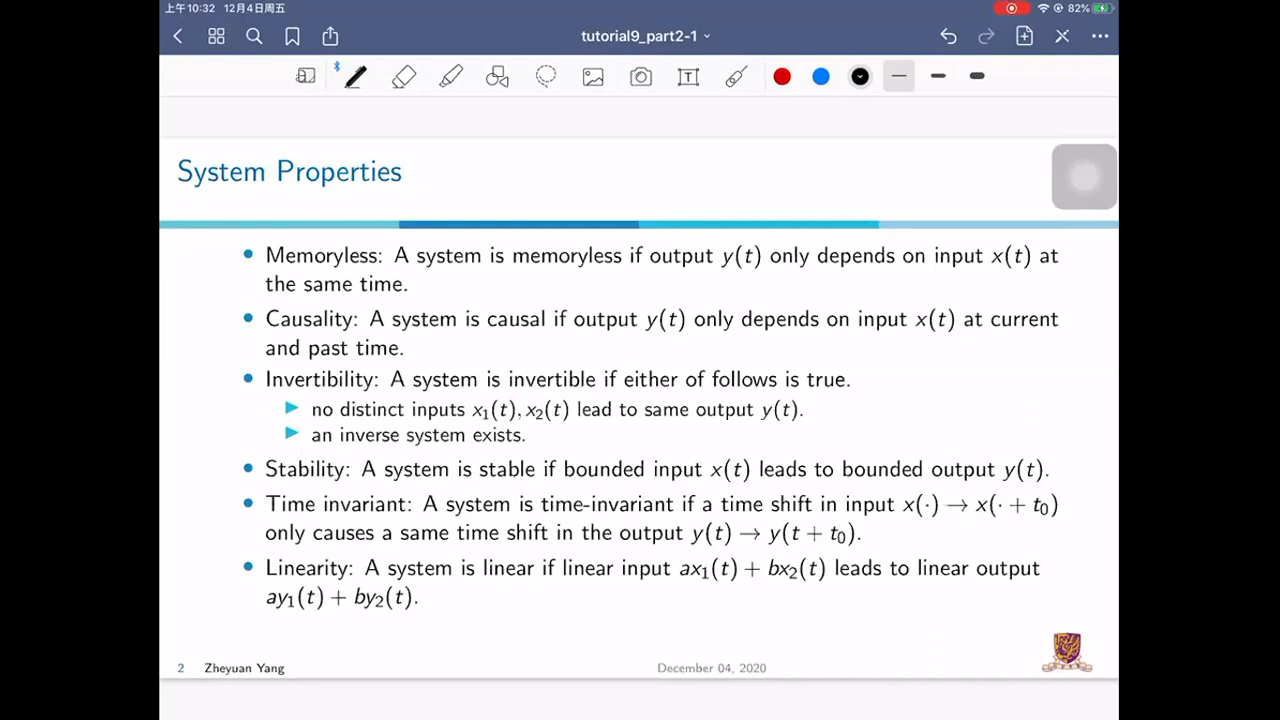 上午10:32 12月4日周五
82%
tutorial9_part2-1
T
System Properties
Memoryless: A system is memoryless if output y(t) only depends on input x(t) at
the same time.
Causality: A system is causal if output y(t) only depends on input x(t) at current
and past time.
Invertibility: A system is invertible if either of follows is true.
no distinct inputs x₁(t), x₂(t) lead to same output y(t).
an inverse system exists.
Stability: A system is stable if bounded input x(t) leads to bounded output y(t).
Time invariant: A system is time-invariant if a time shift in input x(·) → x(· + t₀)
only causes a same time shift in the output y(t) → y(t + t₀).
Linearity: A system is linear if linear input ax₁(t) + bx₂(t) leads to linear output
ay₁(t) + by₂(t).
2 Zheyuan Yang December 04, 2020